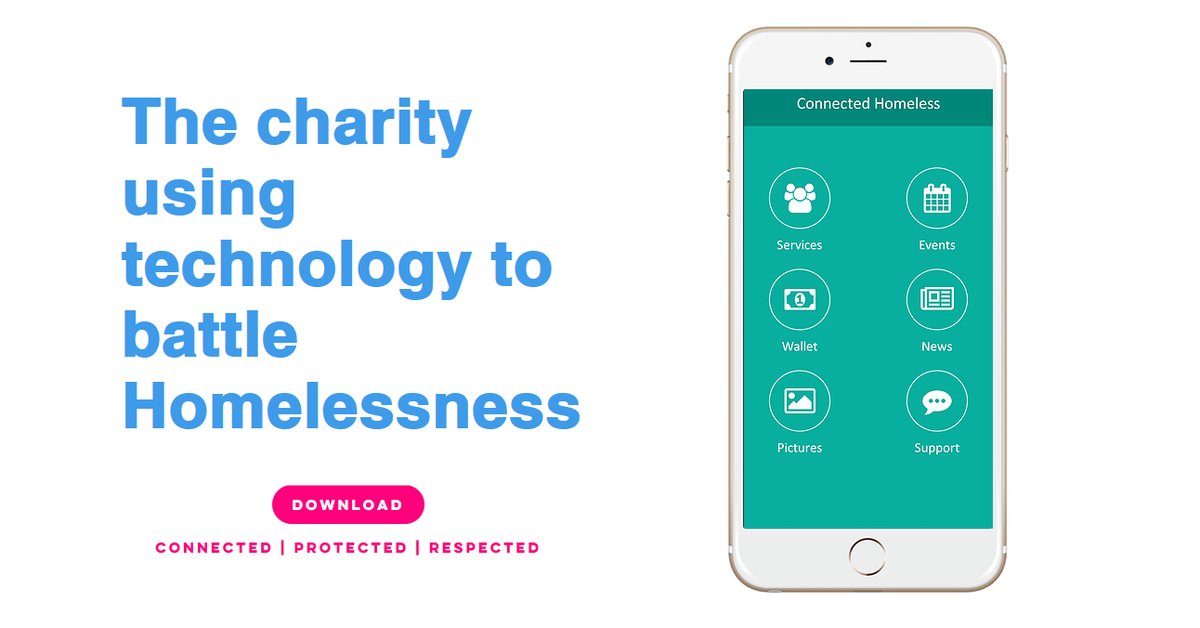 The charity
using
technology to
battle
Homelessness
DOWNLOAD
CONNECTED | PROTECTED | RESPECTED
Connected Homeless
Services
Events
1
Wallet
News
Pictures
Support